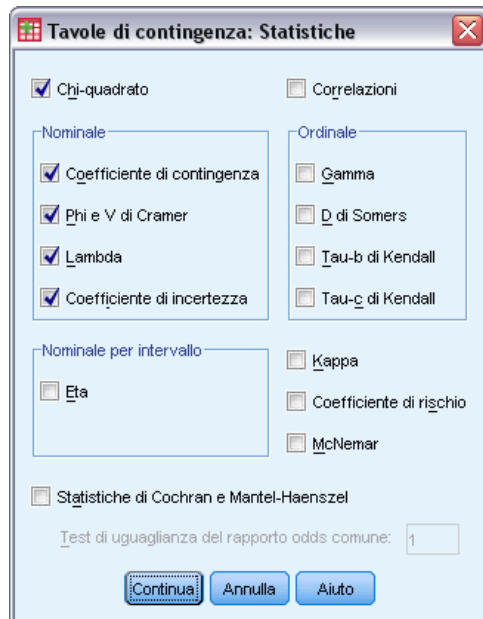 Tavole di contingenza: Statistiche
Chi-quadrato
Correlazioni
Nominale
Coefficiente di contingenza
Phi e V di Cramer
Lambda
Coefficiente di incertezza
Ordinale
Gamma
D di Somers
Tau-b di Kendall
Tau-c di Kendall
Nominale per intervallo
Eta
Kappa
Coefficiente di rischio
McNemar
Statistiche di Cochran e Mantel-Haenszel
Test di uguaglianza del rapporto odds comune: 1
Continua Annulla Aiuto